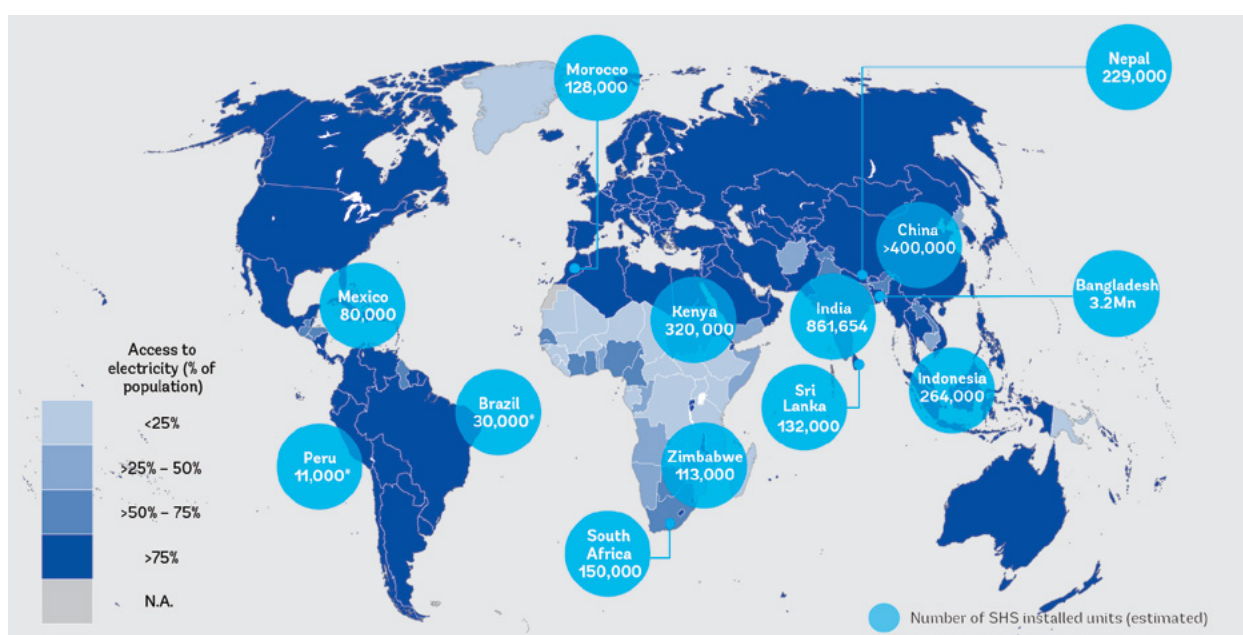 Morocco
128,000
Nepal
229,000
China
>400,000
Mexico
80,000
Kenya
320,000
India
861,654
Bangladesh
3.2Mn
Access to
electricity (% of
population)
<25%
>25% – 50%
>50% – 75%
>75%
N.A.
Brazil
30,000*
Peru
11,000*
Sri
Lanka
132,000
Indonesia
264,000
Zimbabwe
113,000
South
Africa
150,000
Number of SHS installed units (estimated)